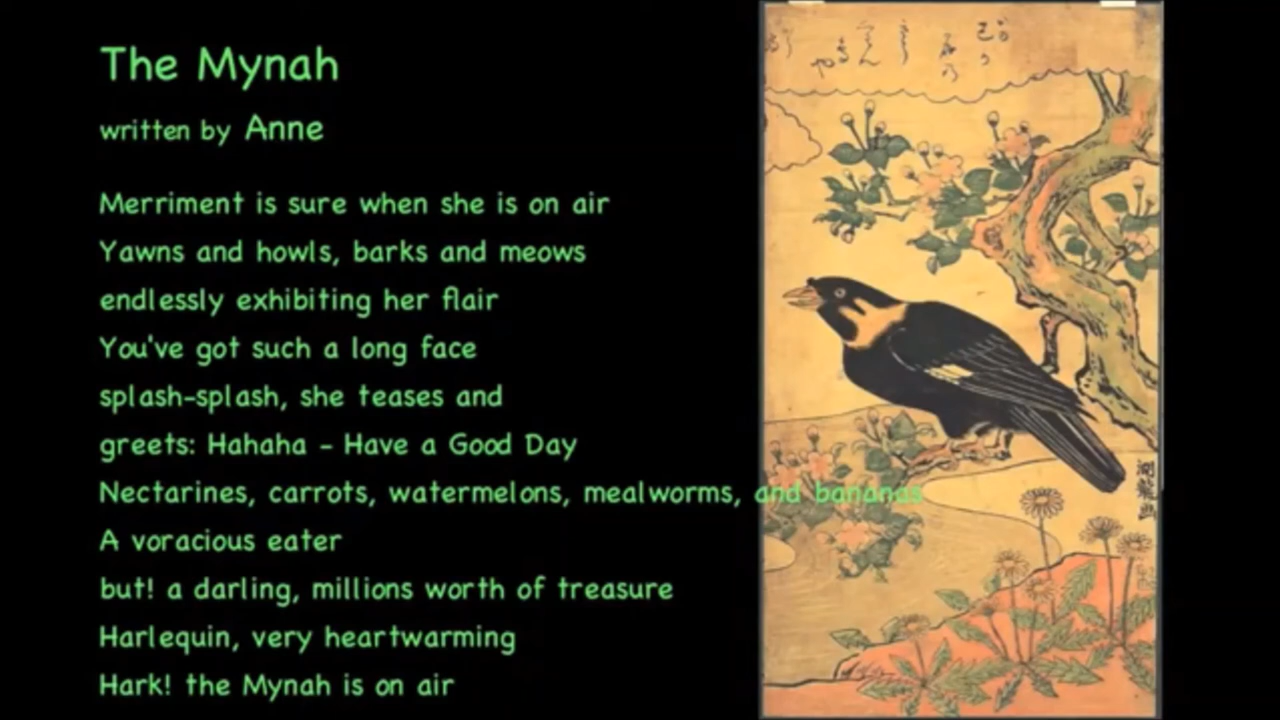 The Mynah
written by Anne
Merriment is sure when she is on air
Yawns and howls, barks and meows
endlessly exhibiting her flair
You've got such a long face
splash-splash, she teases and
greets: Hahaha - Have a Good Day
Nectarines, carrots, watermelons, mealworms, and bananas
A voracious eater
but! a darling, millions worth of treasure
Harlequin, very heartwarming
Hark! the Mynah is on air